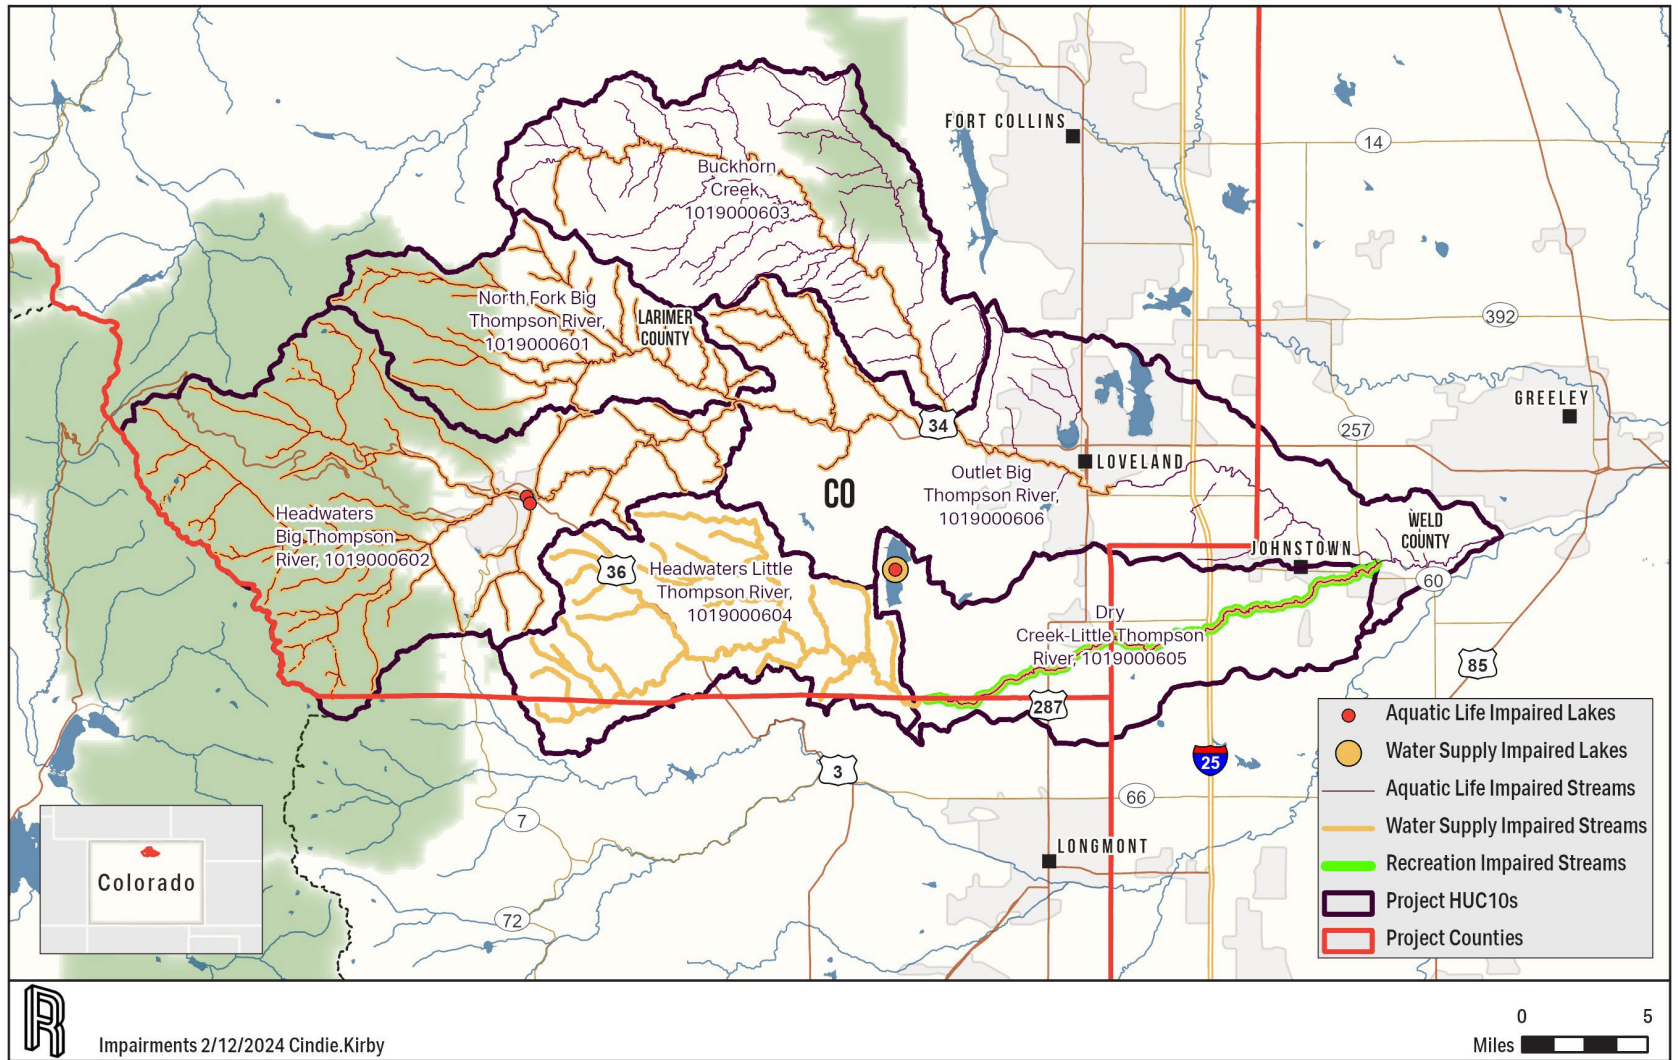 FORT COLLINS
14
Buckhorn
Creek,
1019000603
North Fork Big
Thompson River,
1019000601
LARIMER
COUNTY
392
GREELEY
34
257
LOVELAND
CO
Outlet Big
Thompson River,
1019000606
Headwaters
Big Thompson
River, 1019000602
WELD
COUNTY
JOHNSTOWN
36
Headwaters Little
Thompson River,
1019000604
60
Dry
Creek-Little Thompson
River, 1019000605
85
287
3
25
66
7
LONGMONT
72
Colorado
Aquatic Life Impaired Lakes
Water Supply Impaired Lakes
Aquatic Life Impaired Streams
Water Supply Impaired Streams
Recreation Impaired Streams
Project HUC10s
Project Counties
R
Impairments 2/12/2024 Cindie.Kirby
0 5
Miles